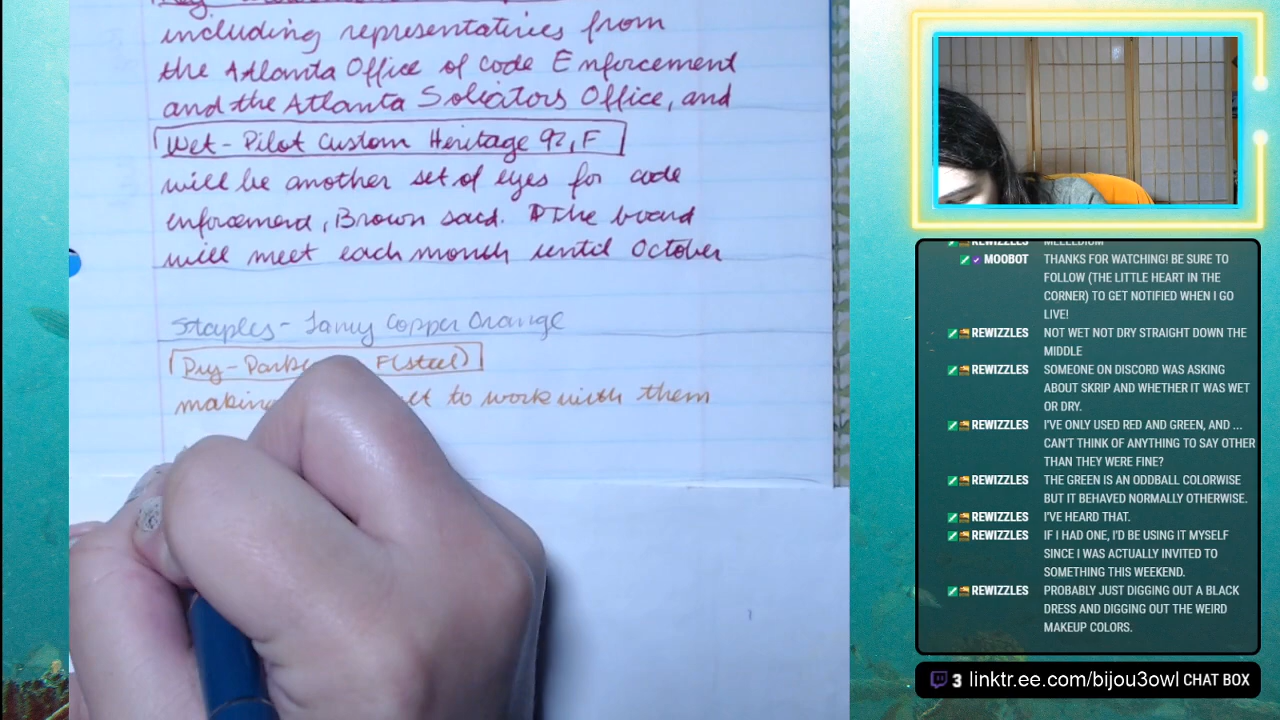 including representatives from
the Atlanta Office of Code Enforcement
and the Atlanta Soliciators Office, and
Wet - Pilot Custom Heritage 92, F
will be another set of eyes for code
enforcement, Brown said. The board
will meet each month until October
Staples - Jamy Copper Orange
Dry - F (steel)
to work with them
REWIZZLES MELLEDIUM
MOOBOT THANKS FOR WATCHING! BE SURE TO
FOLLOW (THE LITTLE HEART IN THE
CORNER) TO GET NOTIFIED WHEN I GO
LIVE!
REWIZZLES NOT WET NOT DRY STRAIGHT DOWN THE
MIDDLE
REWIZZLES SOMEONE ON DISCORD WAS ASKING
ABOUT SKRIP AND WHETHER IT WAS WET
OR DRY.
REWIZZLES I'VE ONLY USED RED AND GREEN, AND ...
CAN'T THINK OF ANYTHING TO SAY OTHER
THAN THEY WERE FINE?
REWIZZLES THE GREEN IS AN ODDBALL COLORWISE
BUT IT BEHAVED NORMALLY OTHERWISE.
REWIZZLES I'VE HEARD THAT.
REWIZZLES IF I HAD ONE, I'D BE USING IT MYSELF
SINCE I WAS ACTUALLY INVITED TO
SOMETHING THIS WEEKEND.
REWIZZLES PROBABLY JUST DIGGING OUT A BLACK
DRESS AND DIGGING OUT THE WEIRD
MAKEUP COLORS.
3 linktr.ee.com/bijou3owl CHAT BOX